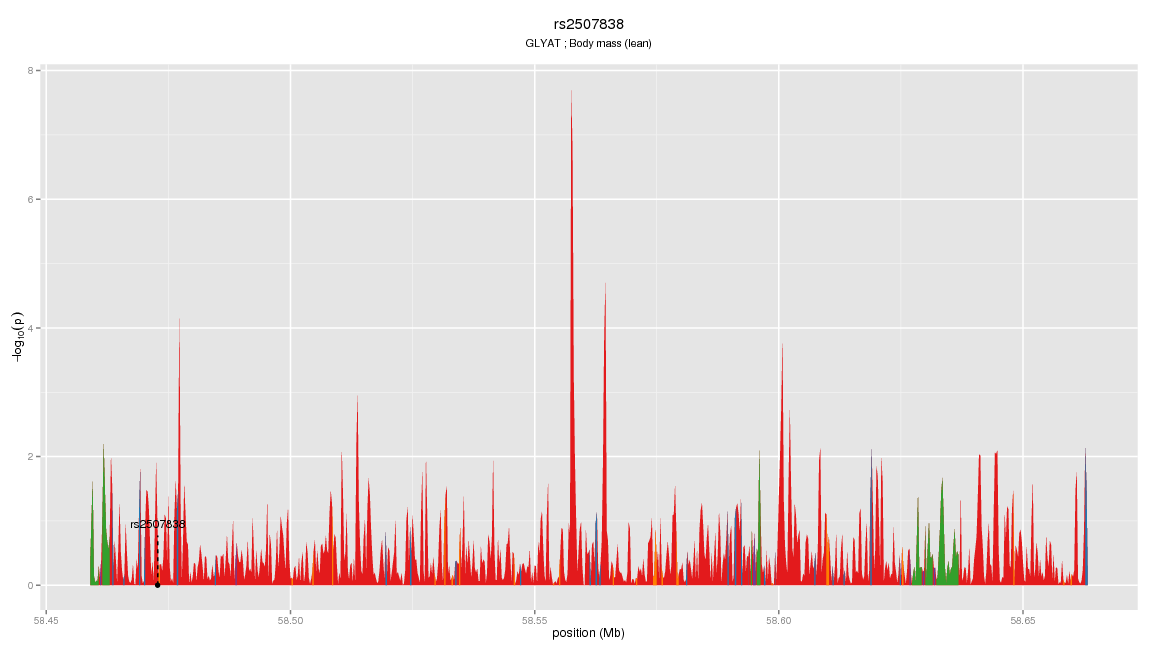 rs2507838
GLYAT ; Body mass (lean)
8
6
4
2
0
−log10(p)
rs2507838
58.45 58.50 58.55 58.60 58.65
position (Mb)